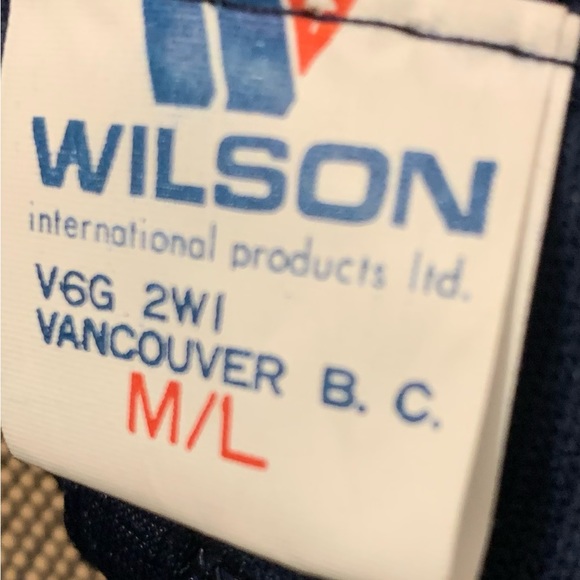 WILSON
international products ltd.
V6G 2W1
VANCOUVER B. C.
M/L